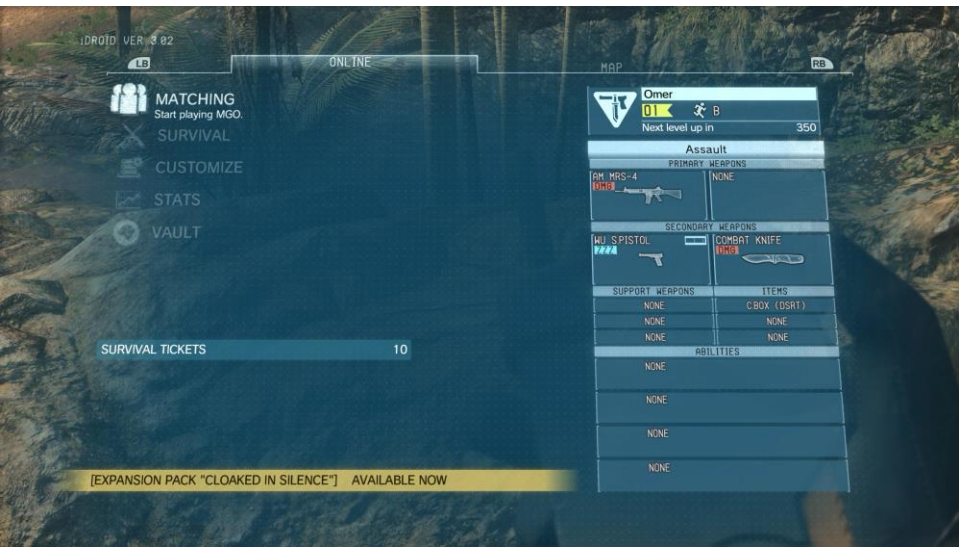 iDROID VER 3.02
LB
ONLINE
MAP
RB
MATCHING
Start playing MGO.
SURVIVAL
CUSTOMIZE
STATS
VAULT
SURVIVAL TICKETS 10
[EXPANSION PACK "CLOAKED IN SILENCE"] AVAILABLE NOW
Omer
01 B
Next level up in 350
Assault
PRIMARY WEAPONS
AM MRS-4 NONE
DMG
SECONDARY WEAPONS
WU S.PISTOL COMBAT KNIFE
ZZZ DMG
SUPPORT WEAPONS ITEMS
NONE C.BOX (DSRT)
NONE NONE
NONE NONE
ABILITIES
NONE
NONE
NONE
NONE